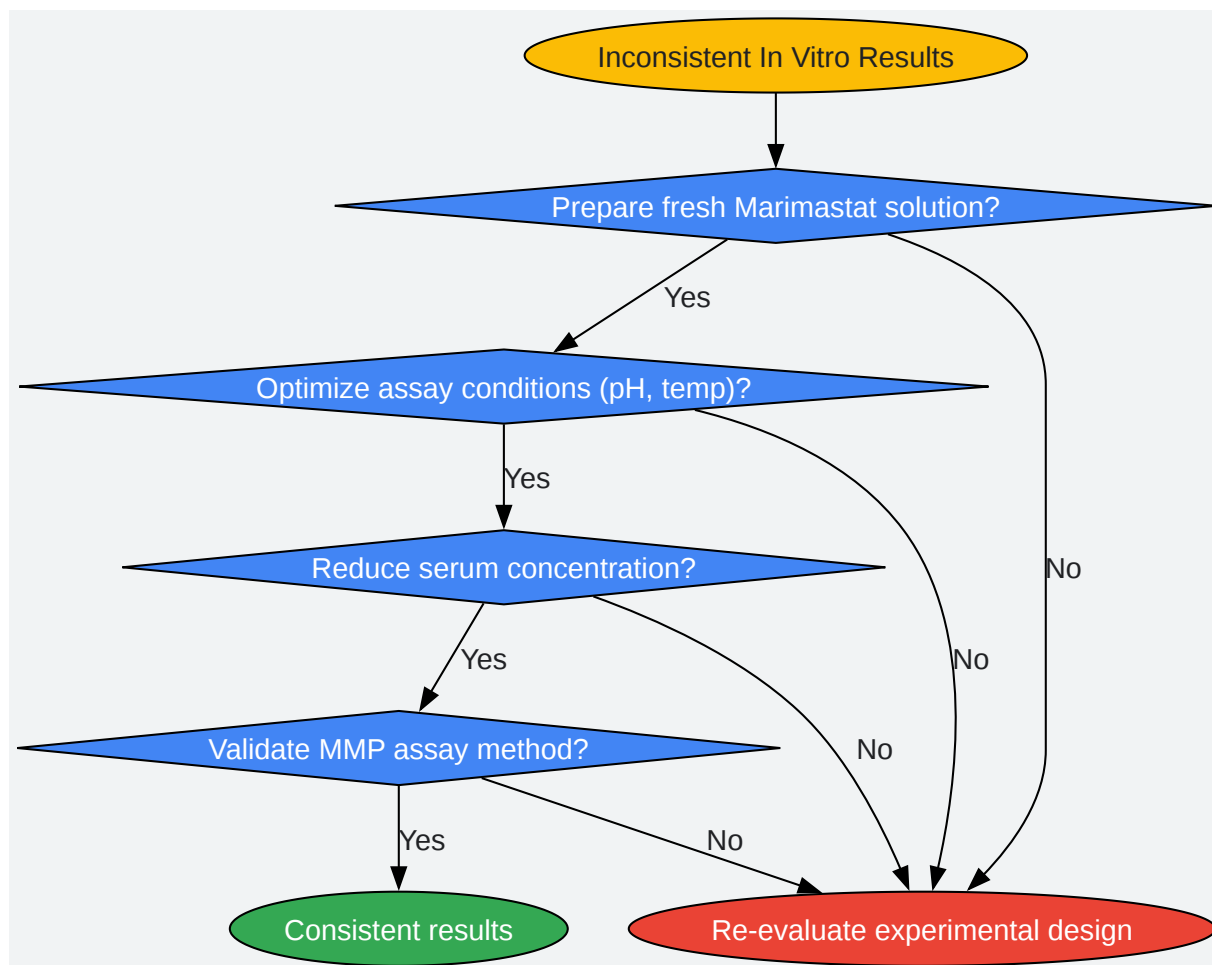 Inconsistent In Vitro Results
Prepare fresh Marimastat solution?
Yes
Optimize assay conditions (pH, temp)?
Yes
Reduce serum concentration?
No
Yes
No
Validate MMP assay method?
No
Yes
No
Consistent results
Re-evaluate experimental design